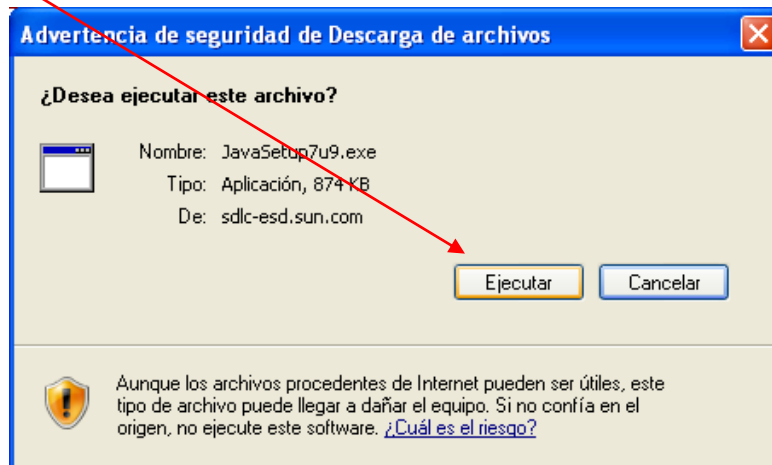 Advertencia de seguridad de Descarga de archivos
¿Desea ejecutar este archivo?
Nombre: JavaSetup7u9.exe
Tipo: Aplicación, 874 KB
De: sdlc-esd.sun.com
Ejecutar Cancelar
Aunque los archivos procedentes de Internet pueden ser útiles, este
tipo de archivo puede llegar a dañar el equipo. Si no confía en el
origen, no ejecute este software. ¿Cuál es el riesgo?